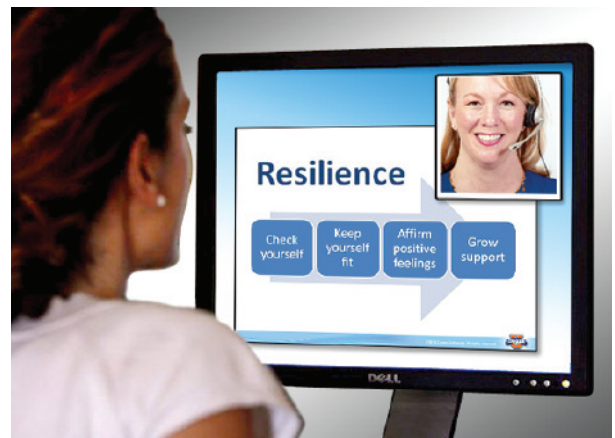 Resilience
Check
yourself
Keep
yourself
fit
Affirm
positive
feelings
Grow
support
DELL